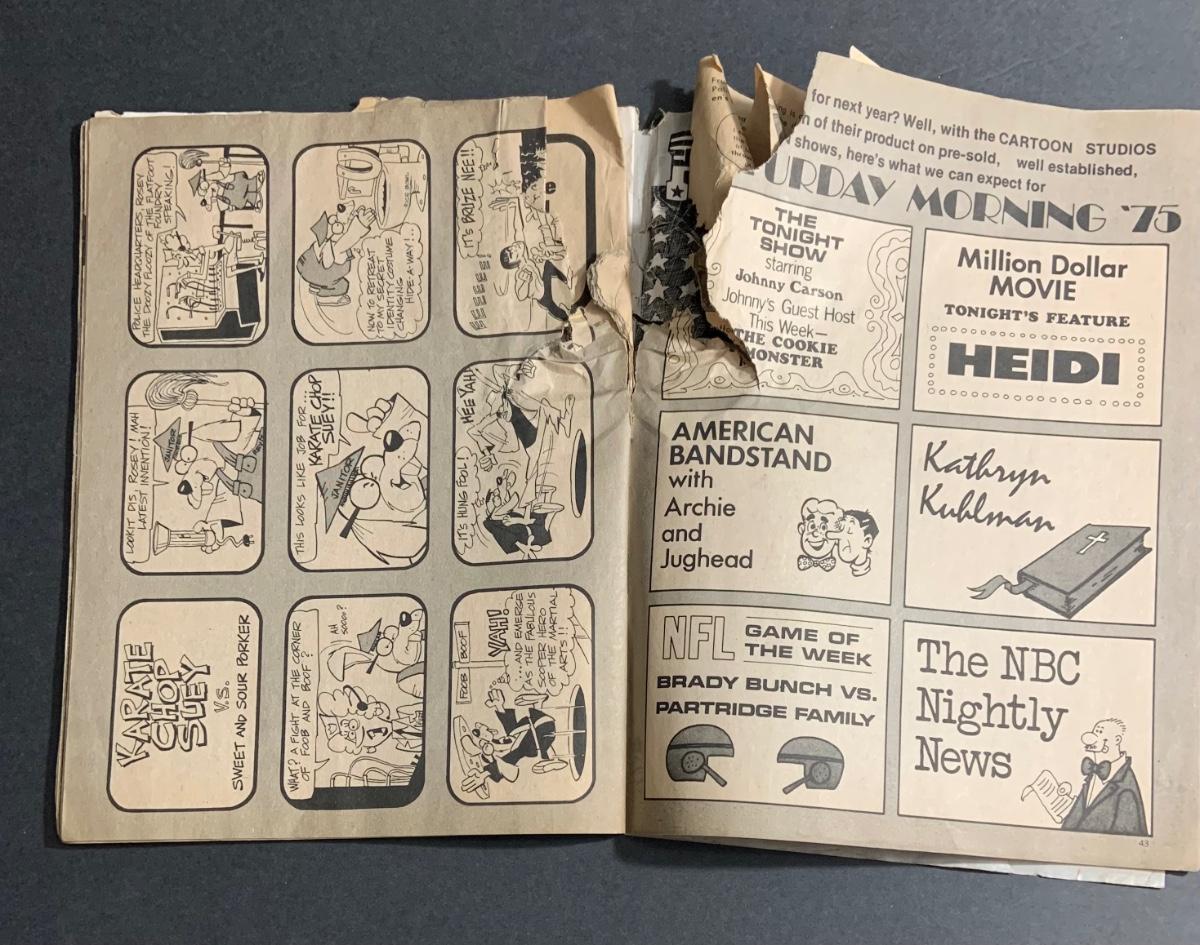 KARATE
CHOP
SUEY
V.S.
SWEET AND SOUR PORKER
LOOKIT DIS, ROSEY! MAH
LATEST INVENTION!
JANITOR
POLICE HEADQUARTERS, ROSEY
THE DOOZY FLOOZY OF THE FLATFOOT
FOUNDRY
SPEAKING!
WHAT? A FIGHT AT THE CORNER
OF FOOB AND BOOF?
AH
SOOOO?
THIS LOOKS LIKE JOB FOR...
KARATE CHOP
SUEY!!
JANITOR
NOW TO RETREAT
TO MY SECRET
IDENTITY COSTUME
CHANGING
HIDE-A-WAY!..
FOOB
BOOF
YAH!
...AND EMERGE
AS THE FABULOUS
SOOPER HERO
OF THE MARTIAL
ARTS!!
IT'S HUNG FOOL!
HEE YAH!
EEEEEE!
IT'S BRUZE NEE!!
for next year? Well, with the CARTOON STUDIOS
of their product on pre-sold, well established,
shows, here's what we can expect for
URDAY MORNING '75
THE
TONIGHT
SHOW
starring
Johnny Carson
Johnny's Guest Host
This Week—
THE COOKIE
MONSTER
Million Dollar
MOVIE
TONIGHT'S FEATURE
HEIDI
AMERICAN
BANDSTAND
with
Archie
and
Jughead
Kathryn
Kuhlman
NFL
GAME OF
THE WEEK
BRADY BUNCH VS.
PARTRIDGE FAMILY
The NBC
Nightly
News
43